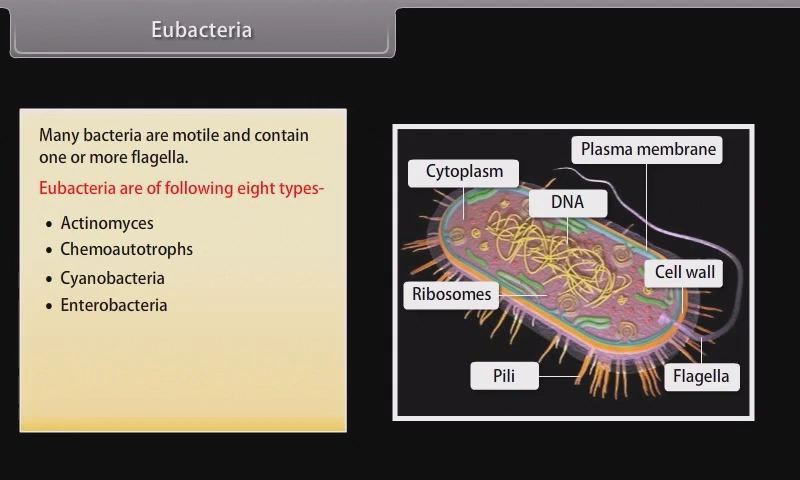 Eubacteria
Many bacteria are motile and contain
one or more flagella.
Eubacteria are of following eight types-
• Actinomyces
• Chemoautotrophs
• Cyanobacteria
• Enterobacteria
Plasma membrane
Cytoplasm
DNA
Cell wall
Ribosomes
Pili
Flagella